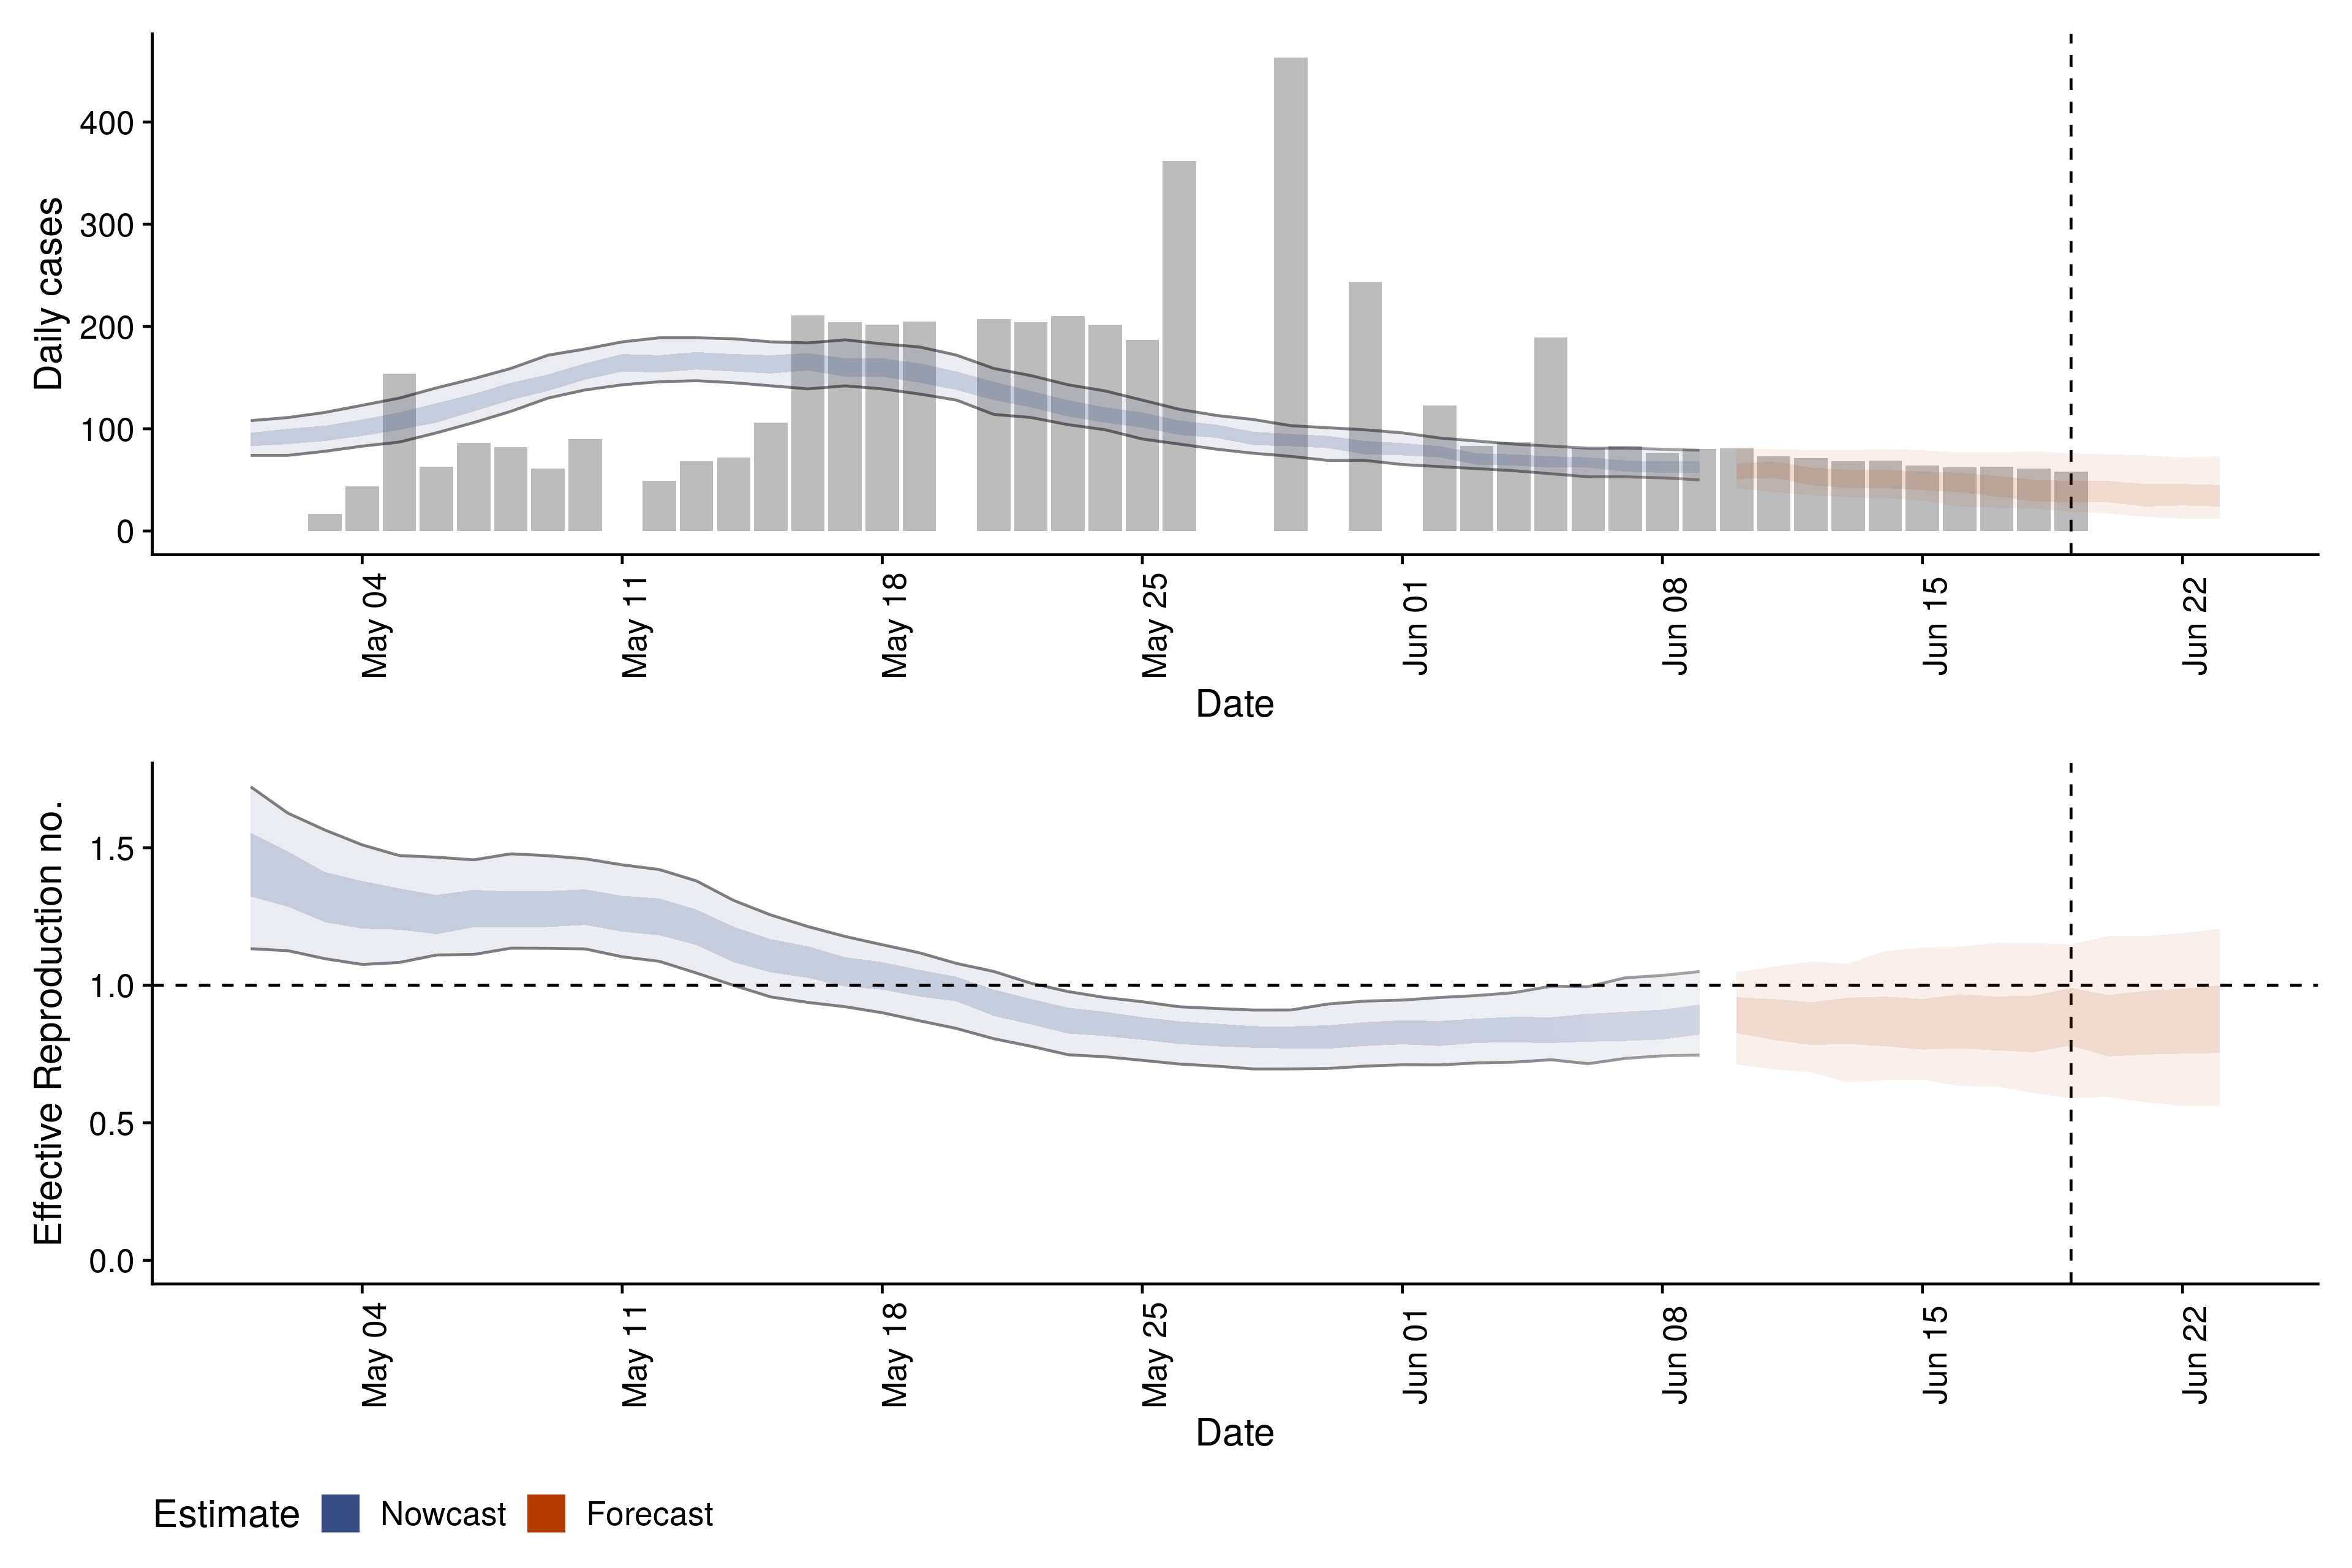 Daily cases
400
300
200
100
0
May 04
May 11
May 18
May 25
Jun 01
Jun 08
Jun 15
Jun 22
Date
Effective Reproduction no.
1.5
1.0
0.5
0.0
May 04
May 11
May 18
May 25
Jun 01
Jun 08
Jun 15
Jun 22
Date
Estimate Nowcast Forecast